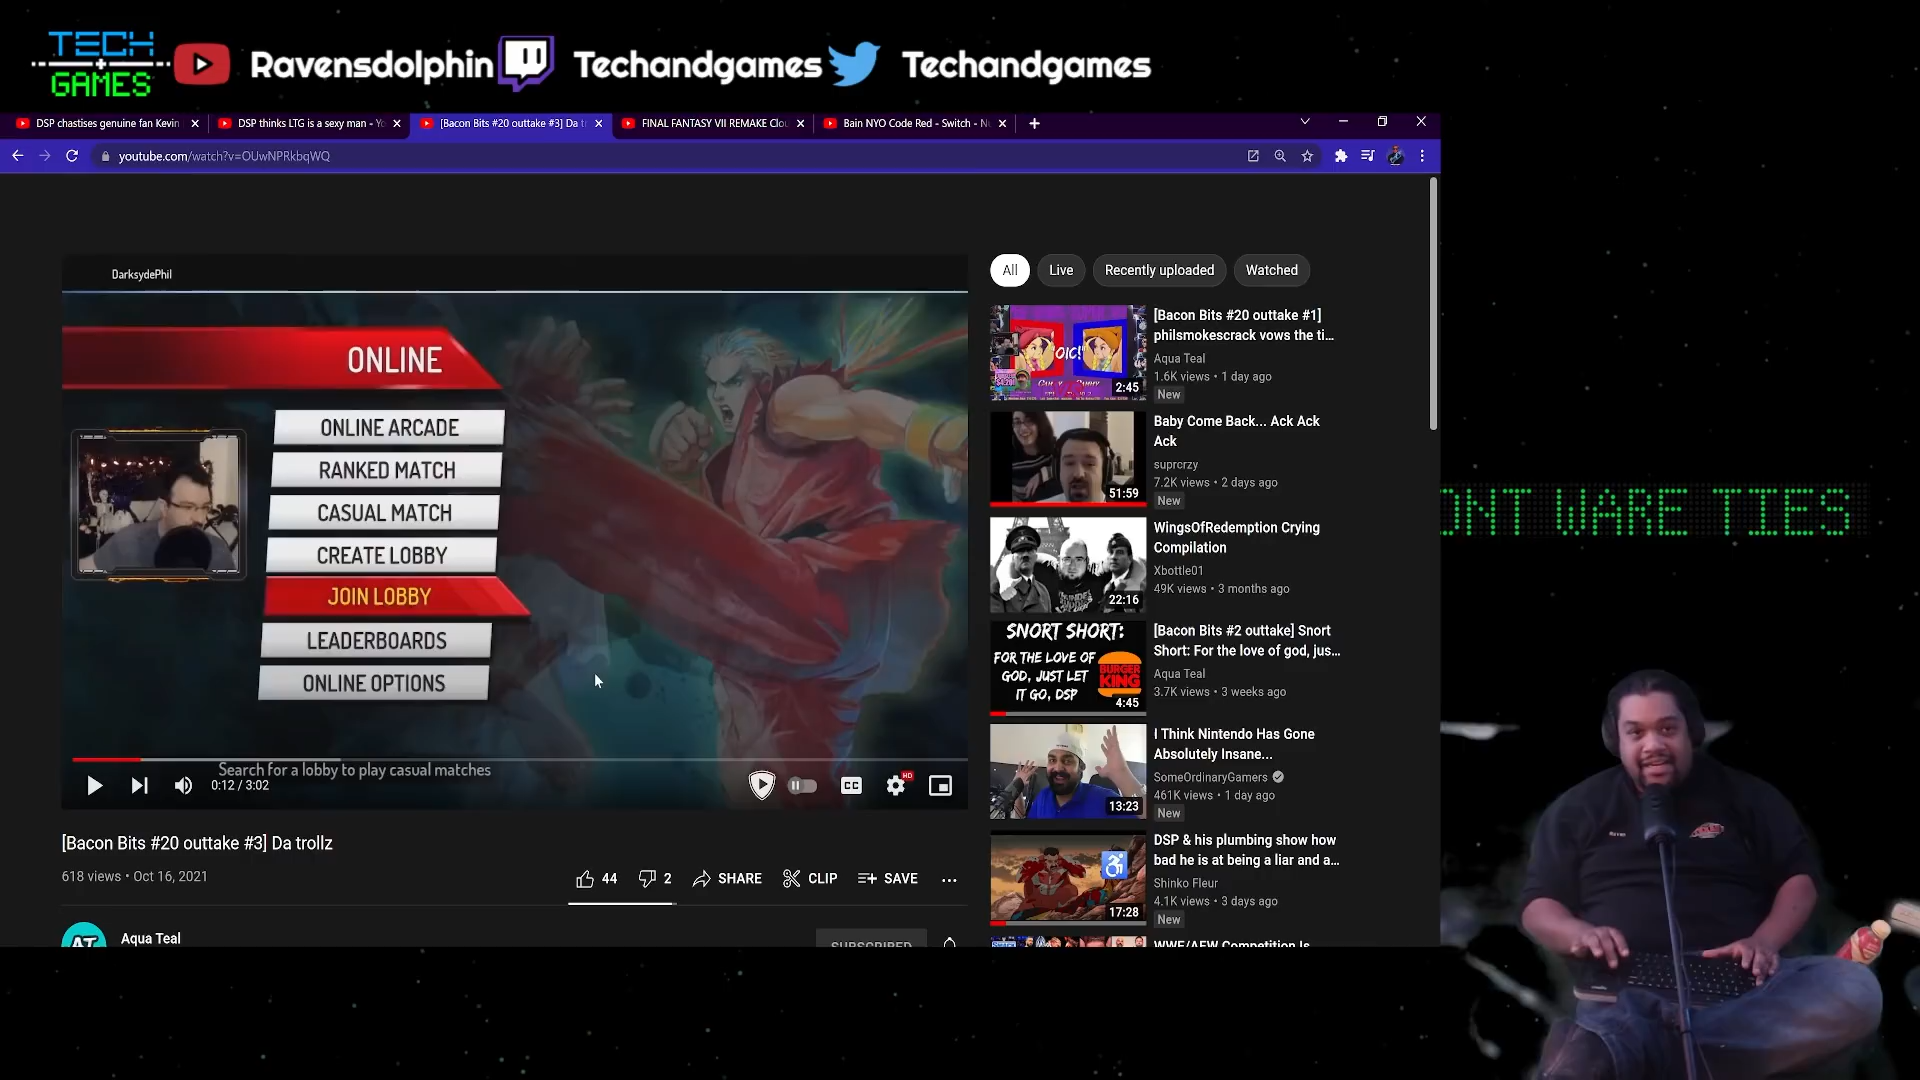 TECH
GAMES
Ravensdolphin
Techandgames
Techandgames
DSP chastises genuine fan Kevin
DSP thinks LTG is a sexy man - Yo
[Bacon Bits #20 outtake #3] Da t
FINAL FANTASY VII REMAKE Clou
Bain NYO Code Red - Switch - N
youtube.com/watch?v=OUwNPRkbqWQ
DarksydePhil
ONLINE
ONLINE ARCADE
RANKED MATCH
CASUAL MATCH
CREATE LOBBY
JOIN LOBBY
LEADERBOARDS
ONLINE OPTIONS
Search for a lobby to play casual matches
0:12 / 3:02
CC
HD
[Bacon Bits #20 outtake #3] Da trollz
618 views • Oct 16, 2021
44
2
SHARE
CLIP
SAVE
AT
Aqua Teal
SUBSCRIBED
All
Live
Recently uploaded
Watched
"OIC!"
2:45
[Bacon Bits #20 outtake #1]
philsmokescrack vows the ti...
Aqua Teal
1.6K views • 1 day ago
New
51:59
Baby Come Back... Ack Ack
Ack
suprcrzy
7.2K views • 2 days ago
New
22:16
WingsOfRedemption Crying
Compilation
Xbottle01
49K views • 3 months ago
SNORT SHORT:
FOR THE LOVE OF
GOD, JUST LET
IT GO, DSP
BURGER
KING
4:45
[Bacon Bits #2 outtake] Snort
Short: For the love of god, jus...
Aqua Teal
3.7K views • 3 weeks ago
13:23
I Think Nintendo Has Gone
Absolutely Insane...
SomeOrdinaryGamers
461K views • 1 day ago
New
17:28
DSP & his plumbing show how
bad he is at being a liar and a...
Shinko Fleur
4.1K views • 3 days ago
New
WWE/AEW Competition Is
ONT WARE TIES